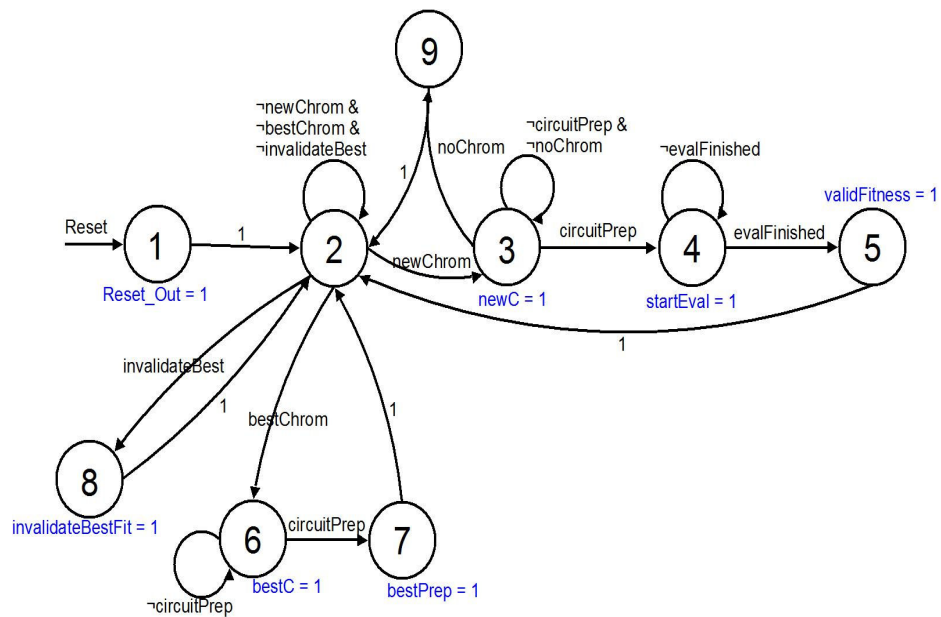 9
¬newChrom &
¬bestChrom &
¬invalidateBest
noChrom
1
¬circuitPrep &
¬noChrom
¬evalFinished
validFitness = 1
Reset
1
1
2
newChrom
3
circuitPrep
4
evalFinished
5
Reset_Out = 1
newC = 1
startEval = 1
1
invalidateBest
1
bestChrom
1
8
invalidateBestFit = 1
6
circuitPrep
7
bestC = 1
bestPrep = 1
¬circuitPrep